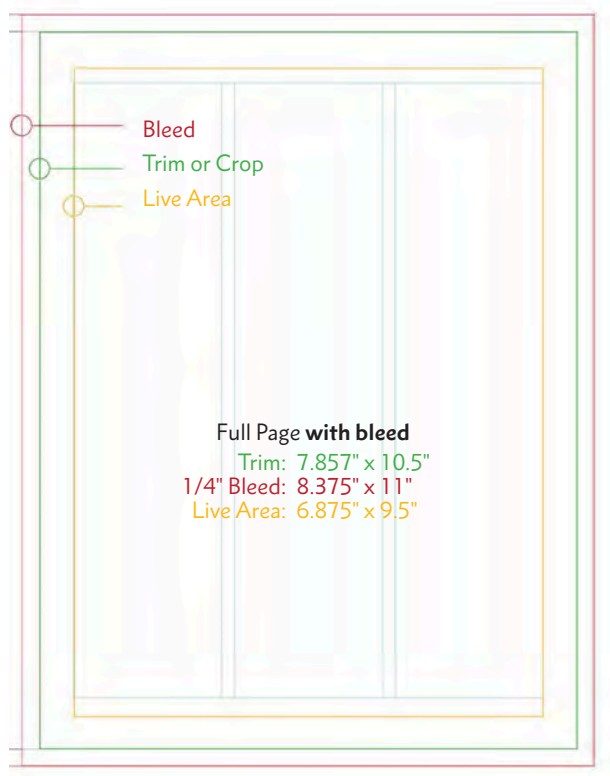 Bleed
Trim or Crop
Live Area
Full Page with bleed
Trim: 7.857" x 10.5"
1/4" Bleed: 8.375" x 11"
Live Area: 6.875" x 9.5"